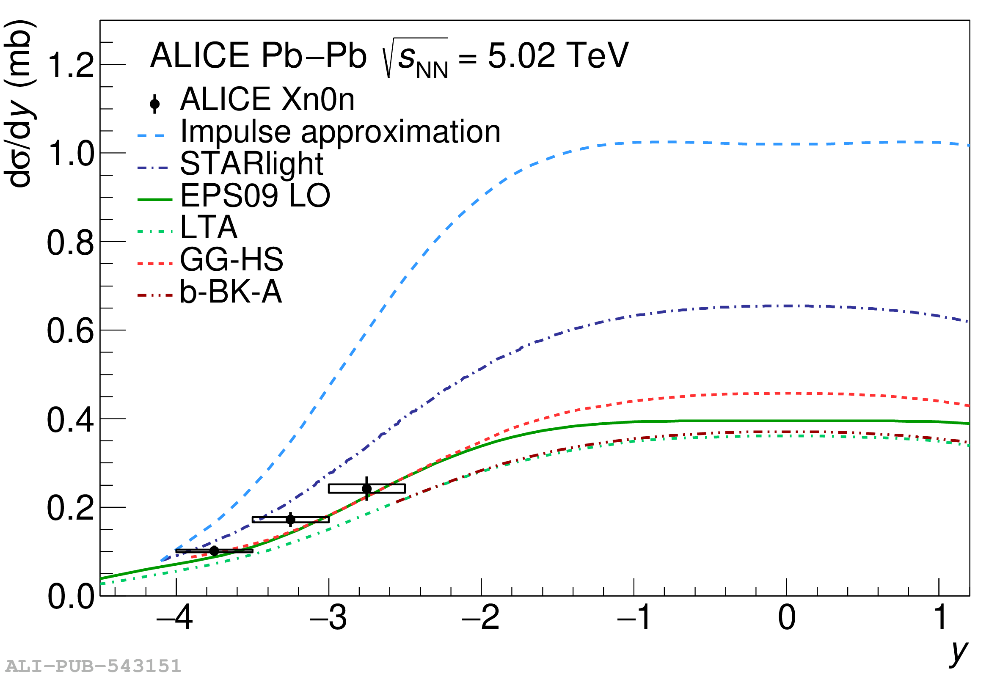 dσ/dy (mb)
ALICE Pb−Pb √sNN = 5.02 TeV
ALICE Xn0n
Impulse approximation
STARlight
EPS09 LO
LTA
GG-HS
b-BK-A
1.2
1.0
0.8
0.6
0.4
0.2
0.0
−4 −3 −2 −1 0 1
y
ALI−PUB−543151